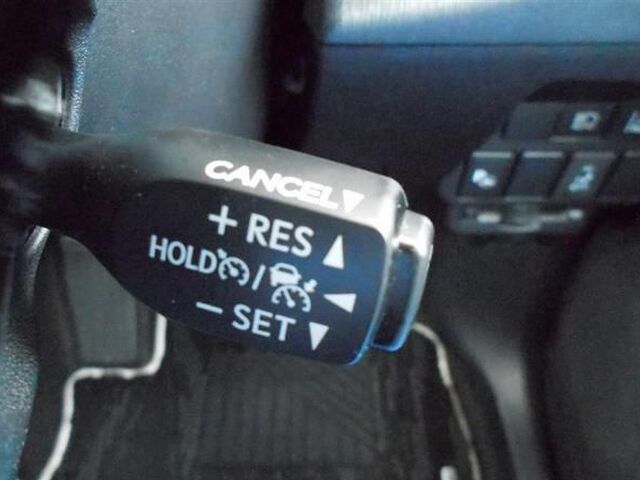 CANCEL▼
+ RES ▲
HOLD / ◀
− SET ▼